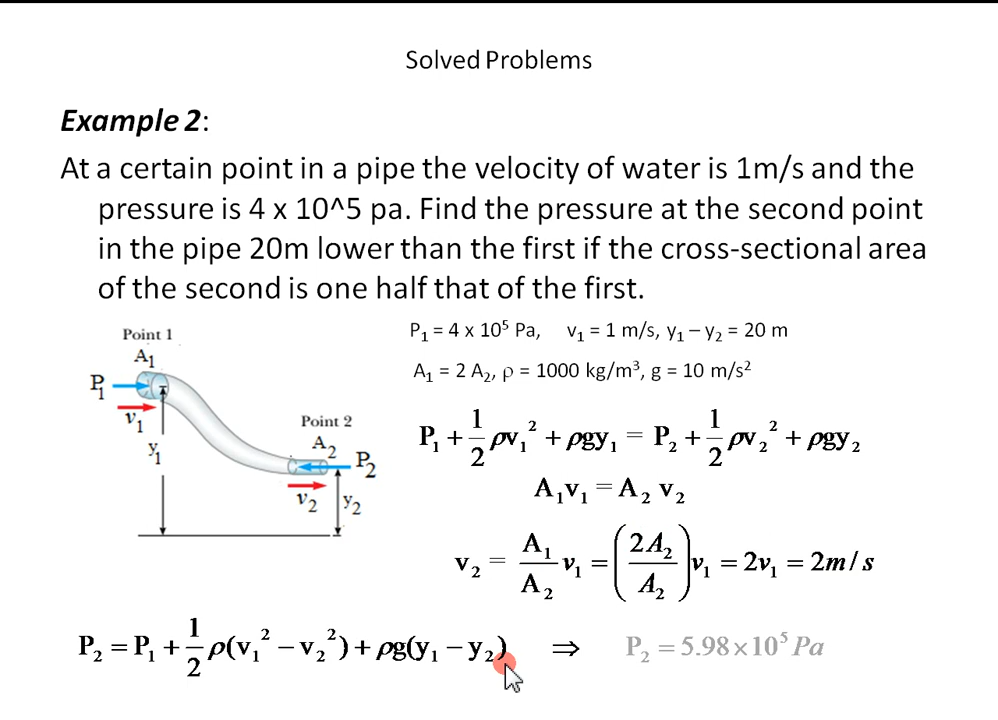 Solved Problems
Example 2:
At a certain point in a pipe the velocity of water is 1m/s and the
pressure is 4 x 10^5 pa. Find the pressure at the second point
in the pipe 20m lower than the first if the cross-sectional area
of the second is one half that of the first.
Point 1
A₁
P₁
v₁
y₁
Point 2
A₂
P₂
v₂
y₂
P₁ = 4 x 10⁵ Pa, v₁ = 1 m/s, y₁ – y₂ = 20 m
A₁ = 2 A₂, ρ = 1000 kg/m³, g = 10 m/s²
P₁ + 1/2 ρv₁² + ρgy₁ = P₂ + 1/2 ρv₂² + ρgy₂
A₁v₁ = A₂ v₂
v₂ = A₁/A₂ v₁ = (2A₂/A₂) v₁ = 2v₁ = 2m/s
P₂ = P₁ + 1/2 ρ(v₁² – v₂²) + ρg(y₁ – y₂) ⇒ P₂ = 5.98×10⁵ Pa